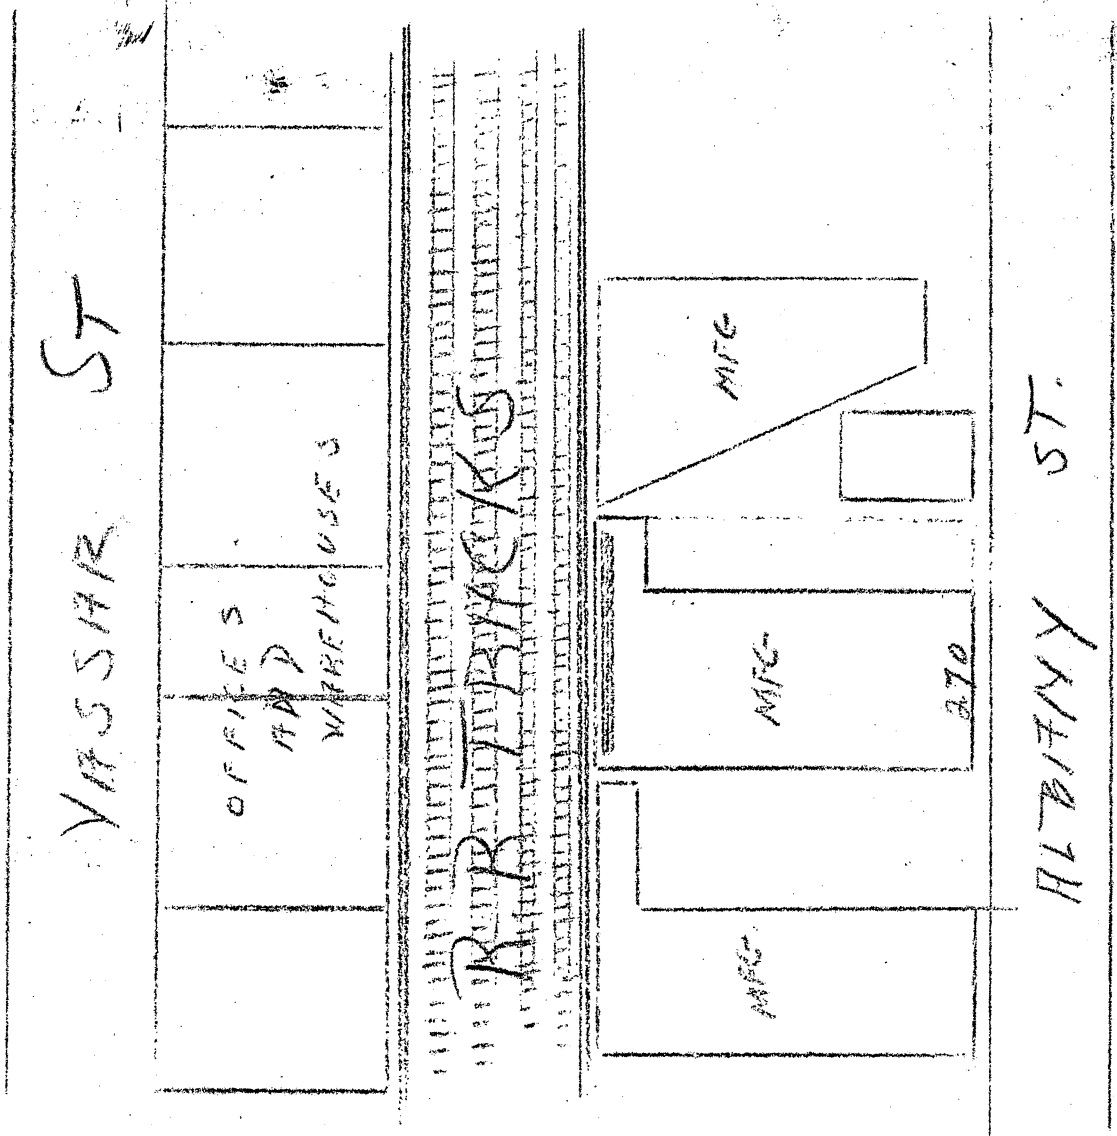 VASSAR ST
OFFICES
AND
WAREHOUSES
R R TRACKS
MFG
MFG
270
MFG.
ALBANY ST.